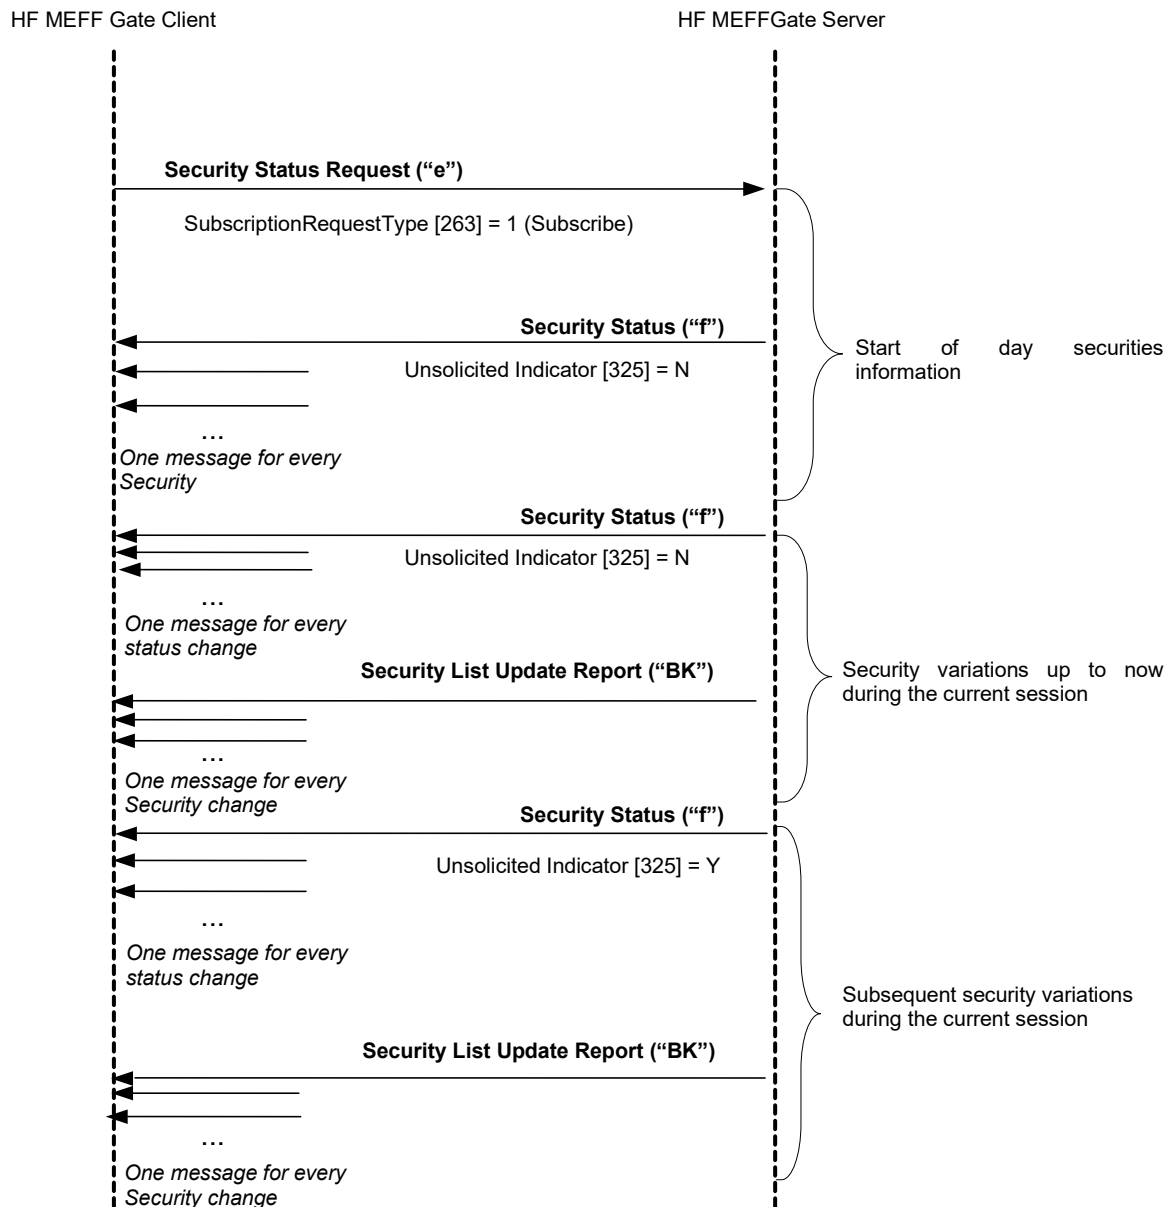 HF MEFF Gate Client
HF MEFFGate Server
Security Status Request (“e”)
SubscriptionRequestType [263] = 1 (Subscribe)
Security Status (“f”)
Unsolicited Indicator [325] = N
Start of day securities
information
...
One message for every
Security
Security Status (“f”)
Unsolicited Indicator [325] = N
...
One message for every
status change
Security List Update Report (“BK”)
Security variations up to now
during the current session
...
One message for every
Security change
Security Status (“f”)
Unsolicited Indicator [325] = Y
...
One message for every
status change
Subsequent security variations
during the current session
Security List Update Report (“BK”)
...
One message for every
Security change